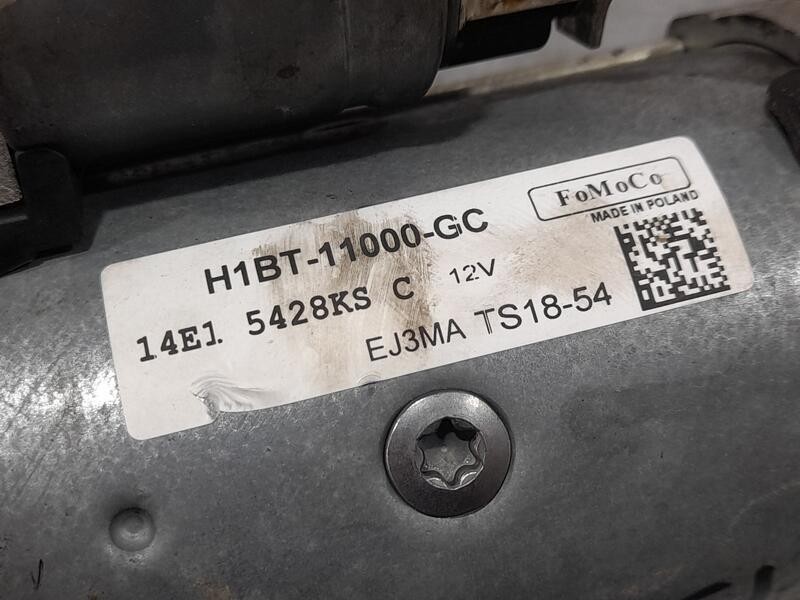 FoMoCo
MADE IN POLAND
H1BT-11000-GC
14E1 5428KS C 12V
EJ3MA TS18-54